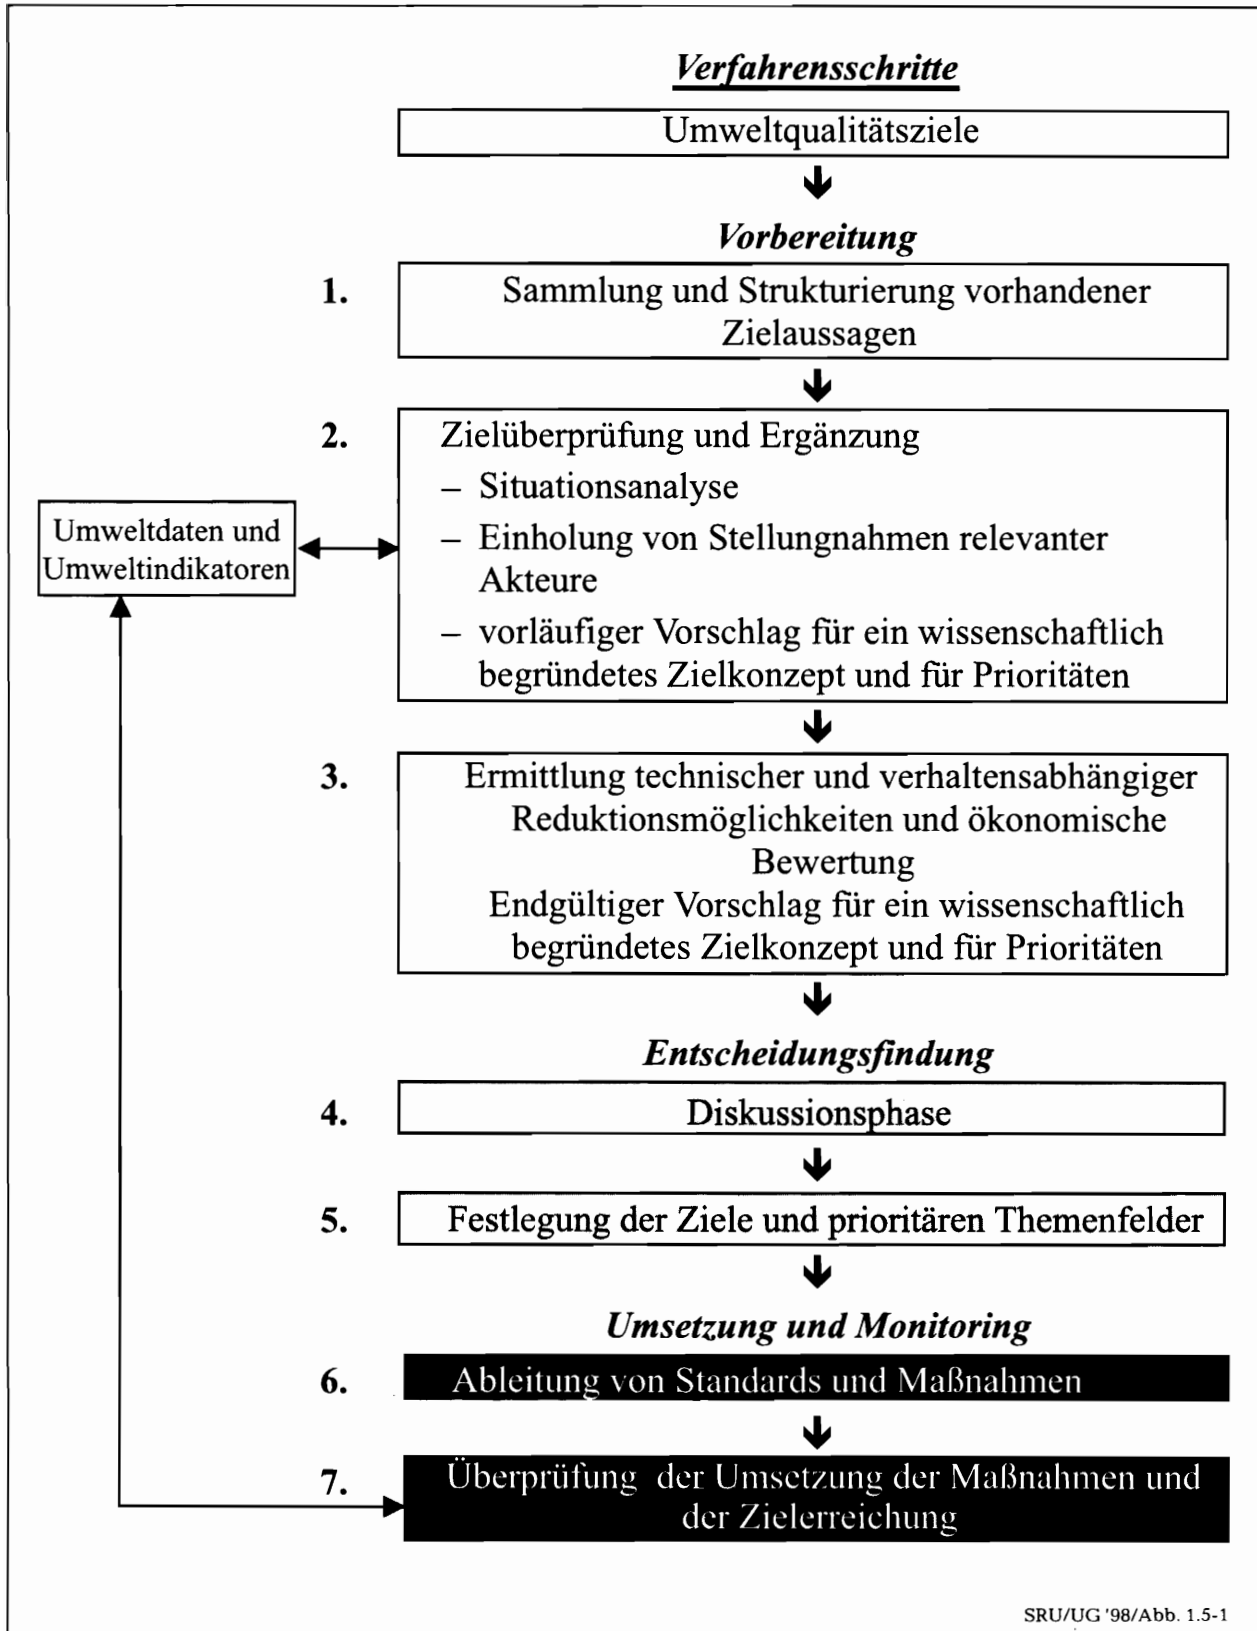 Verfahrensschritte
Umweltqualitätsziele
Vorbereitung
1.
Sammlung und Strukturierung vorhandener
Zielaussagen
2.
Zielüberprüfung und Ergänzung
– Situationsanalyse
– Einholung von Stellungnahmen relevanter
Akteure
– vorläufiger Vorschlag für ein wissenschaftlich
begründetes Zielkonzept und für Prioritäten
Umweltdaten und
Umweltindikatoren
3.
Ermittlung technischer und verhaltensabhängiger
Reduktionsmöglichkeiten und ökonomische
Bewertung
Endgültiger Vorschlag für ein wissenschaftlich
begründetes Zielkonzept und für Prioritäten
Entscheidungsfindung
4.
Diskussionsphase
5.
Festlegung der Ziele und prioritären Themenfelder
Umsetzung und Monitoring
6.
Ableitung von Standards und Maßnahmen
7.
Überprüfung der Umsetzung der Maßnahmen und
der Zielerreichung
SRU/UG '98/Abb. 1.5-1